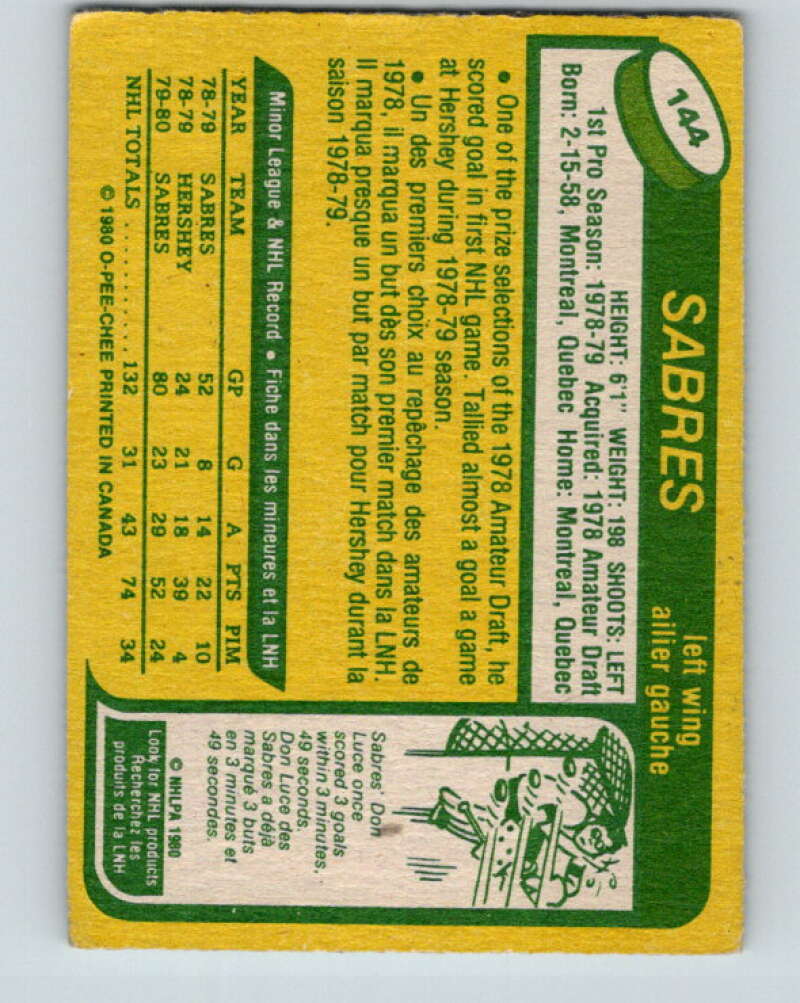 144
SABRES
left wing
ailier gauche
HEIGHT: 6'1" WEIGHT: 198 SHOOTS: LEFT
1st Pro Season: 1978-79 Acquired: 1978 Amateur Draft
Born: 2-15-58, Montreal, Quebec Home: Montreal, Quebec
• One of the prize selections of the 1978 Amateur Draft, he
scored goal in first NHL game. Tallied almost a goal a game
at Hershey during 1978-79 season.
• Un des premiers choix au repêchage des amateurs de
1978, il marqua un but dès son premier match dans la LNH.
Il marqua presque un but par match pour Hershey durant la
saison 1978-79.
Minor League & NHL Record • Fiche dans les mineures et la LNH
YEAR TEAM GP G A PTS PIM
78-79 SABRES 52 8 14 22 10
78-79 HERSHEY 24 21 18 39 4
79-80 SABRES 80 23 29 52 24
NHL TOTALS ............ 132 31 43 74 34
© 1980 O-PEE-CHEE PRINTED IN CANADA
Sabres' Don
Luce once
scored 3 goals
within 3 minutes,
49 seconds.
Don Luce des
Sabres a déjà
marqué 3 buts
en 3 minutes et
49 secondes.
© NHLPA 1980
Look for NHL products
Recherchez les
produits de la LNH